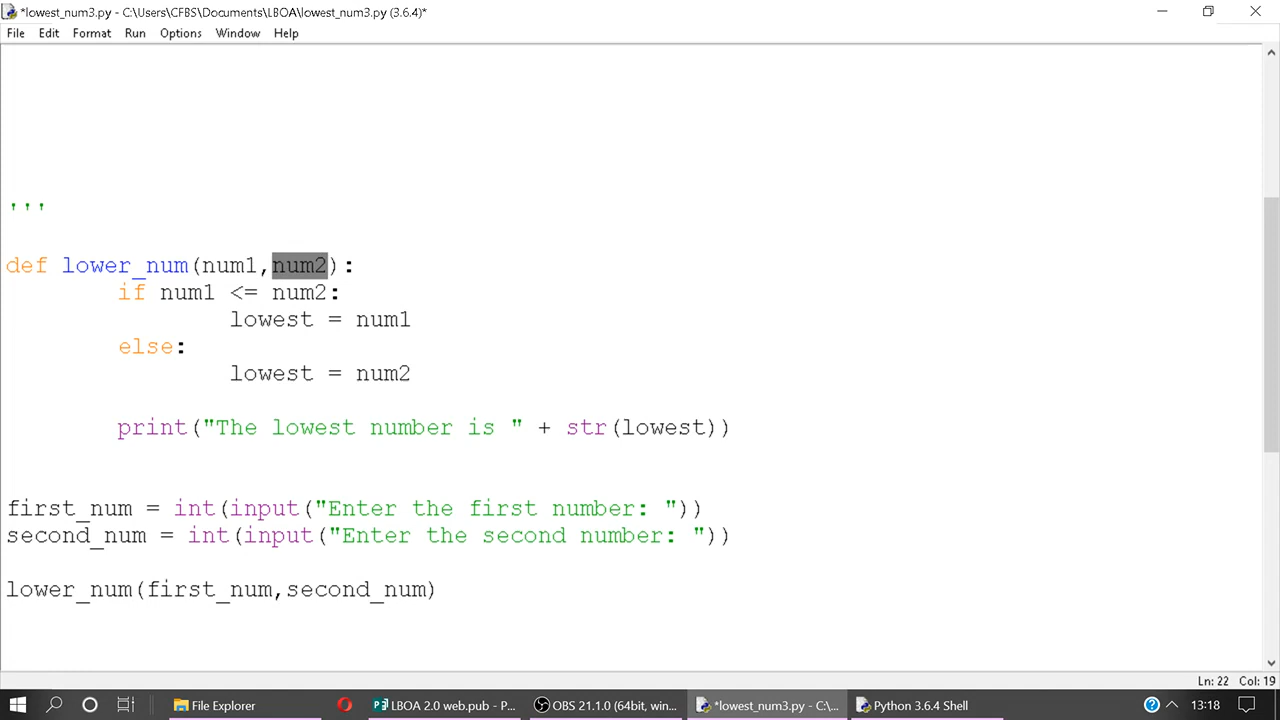 *lowest_num3.py - C:\Users\CFBS\Documents\LBOA\lowest_num3.py (3.6.4)*
File Edit Format Run Options Window Help
'''
def lower_num(num1,num2):
if num1 <= num2:
lowest = num1
else:
lowest = num2
print("The lowest number is " + str(lowest))
first_num = int(input("Enter the first number: "))
second_num = int(input("Enter the second number: "))
lower_num(first_num,second_num)
Ln: 22 Col: 19
File Explorer LBOA 2.0 web.pub - P... OBS 21.1.0 (64bit, win... *lowest_num3.py - C:\... Python 3.6.4 Shell 13:18